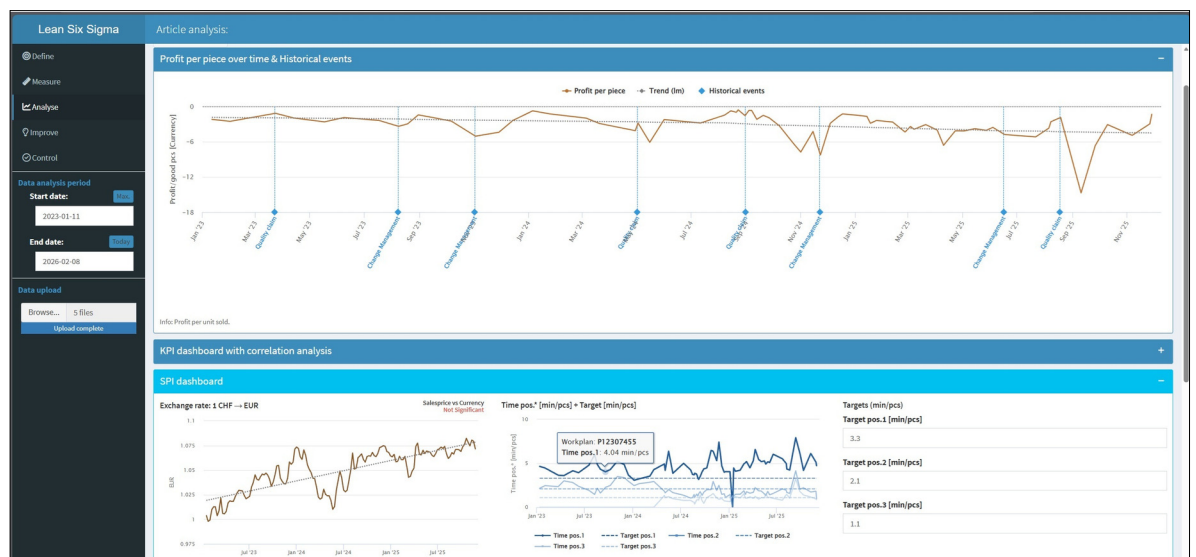 Lean Six Sigma
Article analysis:
Define
Measure
Analyse
Improve
Control
Data analysis period
Start date:
Max.
2023-01-11
End date:
Today
2026-02-08
Data upload
Browse... 5 files
Upload complete
Profit per piece over time & Historical events
−
Profit per piece Trend (lm) Historical events
Profit/good pcs [Currency]
0
−6
−12
−18
Jan '23
Mar '23
Quality claim
Jul '23
Change Management
Sep '23
Change Management
Jan '24
Mar '24
Quality claim
Jul '24
Quality claim
Sep '24
Nov '24
Change Management
Jan '25
Mar '25
May '25
Change Management
Jul '25
Quality claim
Sep '25
Nov '25
Info: Profit per unit sold.
KPI dashboard with correlation analysis
+
SPI dashboard
−
Exchange rate: 1 CHF → EUR
Salesprice vs Currency
Not Significant
1.1
1.075
1.05
1.025
1
0.975
EUR
Jul '23 Jan '24 Jul '24 Jan '25 Jul '25
Time pos.* [min/pcs] + Target [min/pcs]
10
5
0
Time pos.* [min/pcs]
Workplan: P12307455
Time pos.1: 4.04 min/pcs
Jan '23 Jul '23 Jan '24 Jul '24 Jan '25 Jul '25
Time pos.1 Target pos.1 Time pos.2 Target pos.2
Time pos.3 Target pos.3
Targets (min/pcs)
Target pos.1 [min/pcs]
3.3
Target pos.2 [min/pcs]
2.1
Target pos.3 [min/pcs]
1.1